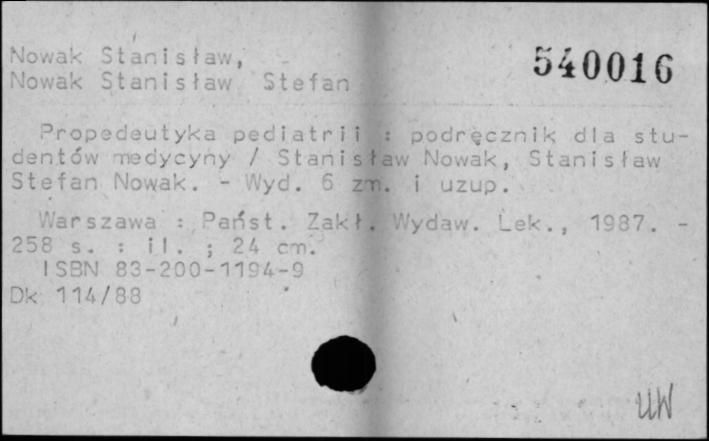 Nowak Stanisław,
540016
Nowak Stanisław Stefan
Propedeutyka pediatrii : podręcznik dla stu-
dentów medycyny / Stanisław Nowak, Stanisław
Stefan Nowak. - Wyd. 6 zm. i uzup.
Warszawa : Państ. Zakł. Wydaw. Lek., 1987. -
258 s. : il. ; 24 cm.
ISBN 83-200-1194-9
Dk 114/88
UW